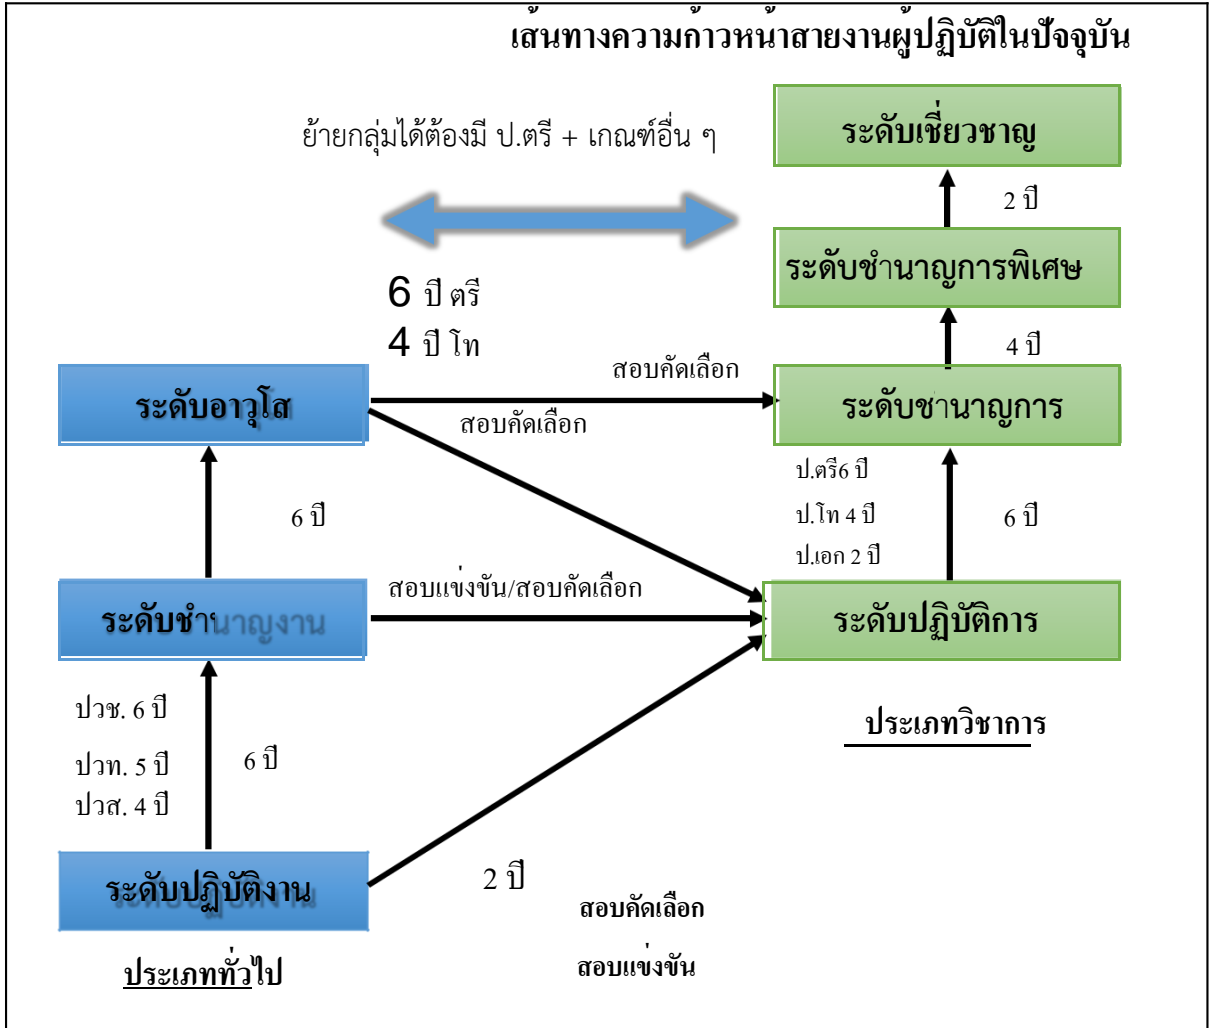 เส้นทางความก้าวหน้าสายงานผู้ปฏิบัติในปัจจุบัน
ระดับเชี่ยวชาญ
ย้ายกลุ่มได้ต้องมี ป.ตรี + เกณฑ์อื่น ๆ
2 ปี
ระดับชำนาญการพิเศษ
6 ปี ตรี
4 ปี โท
4 ปี
สอบคัดเลือก
ระดับอาวุโส
ระดับชำนาญการ
สอบคัดเลือก
ป.ตรี6 ปี
ป.โท 4 ปี
ป.เอก 2 ปี
6 ปี
6 ปี
สอบแข่งขัน/สอบคัดเลือก
ระดับชำนาญงาน
ระดับปฏิบัติการ
ปวช. 6 ปี
ปวท. 5 ปี
ปวส. 4 ปี
6 ปี
ประเภทวิชาการ
ระดับปฏิบัติงาน
2 ปี
สอบคัดเลือก
สอบแข่งขัน
ประเภททั่วไป